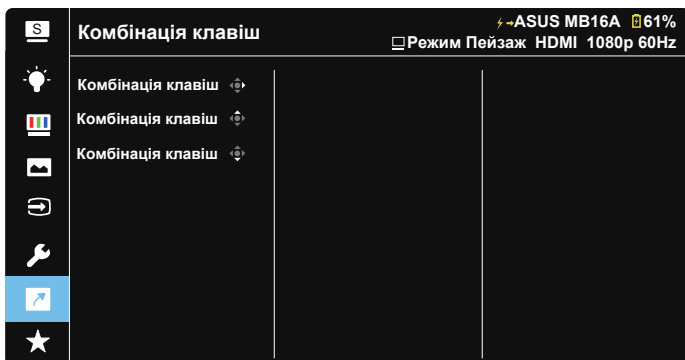 S
Комбінація клавіш
ASUS MB16A 61%
Режим Пейзаж HDMI 1080p 60Hz
Комбінація клавіш
Комбінація клавіш
Комбінація клавіш